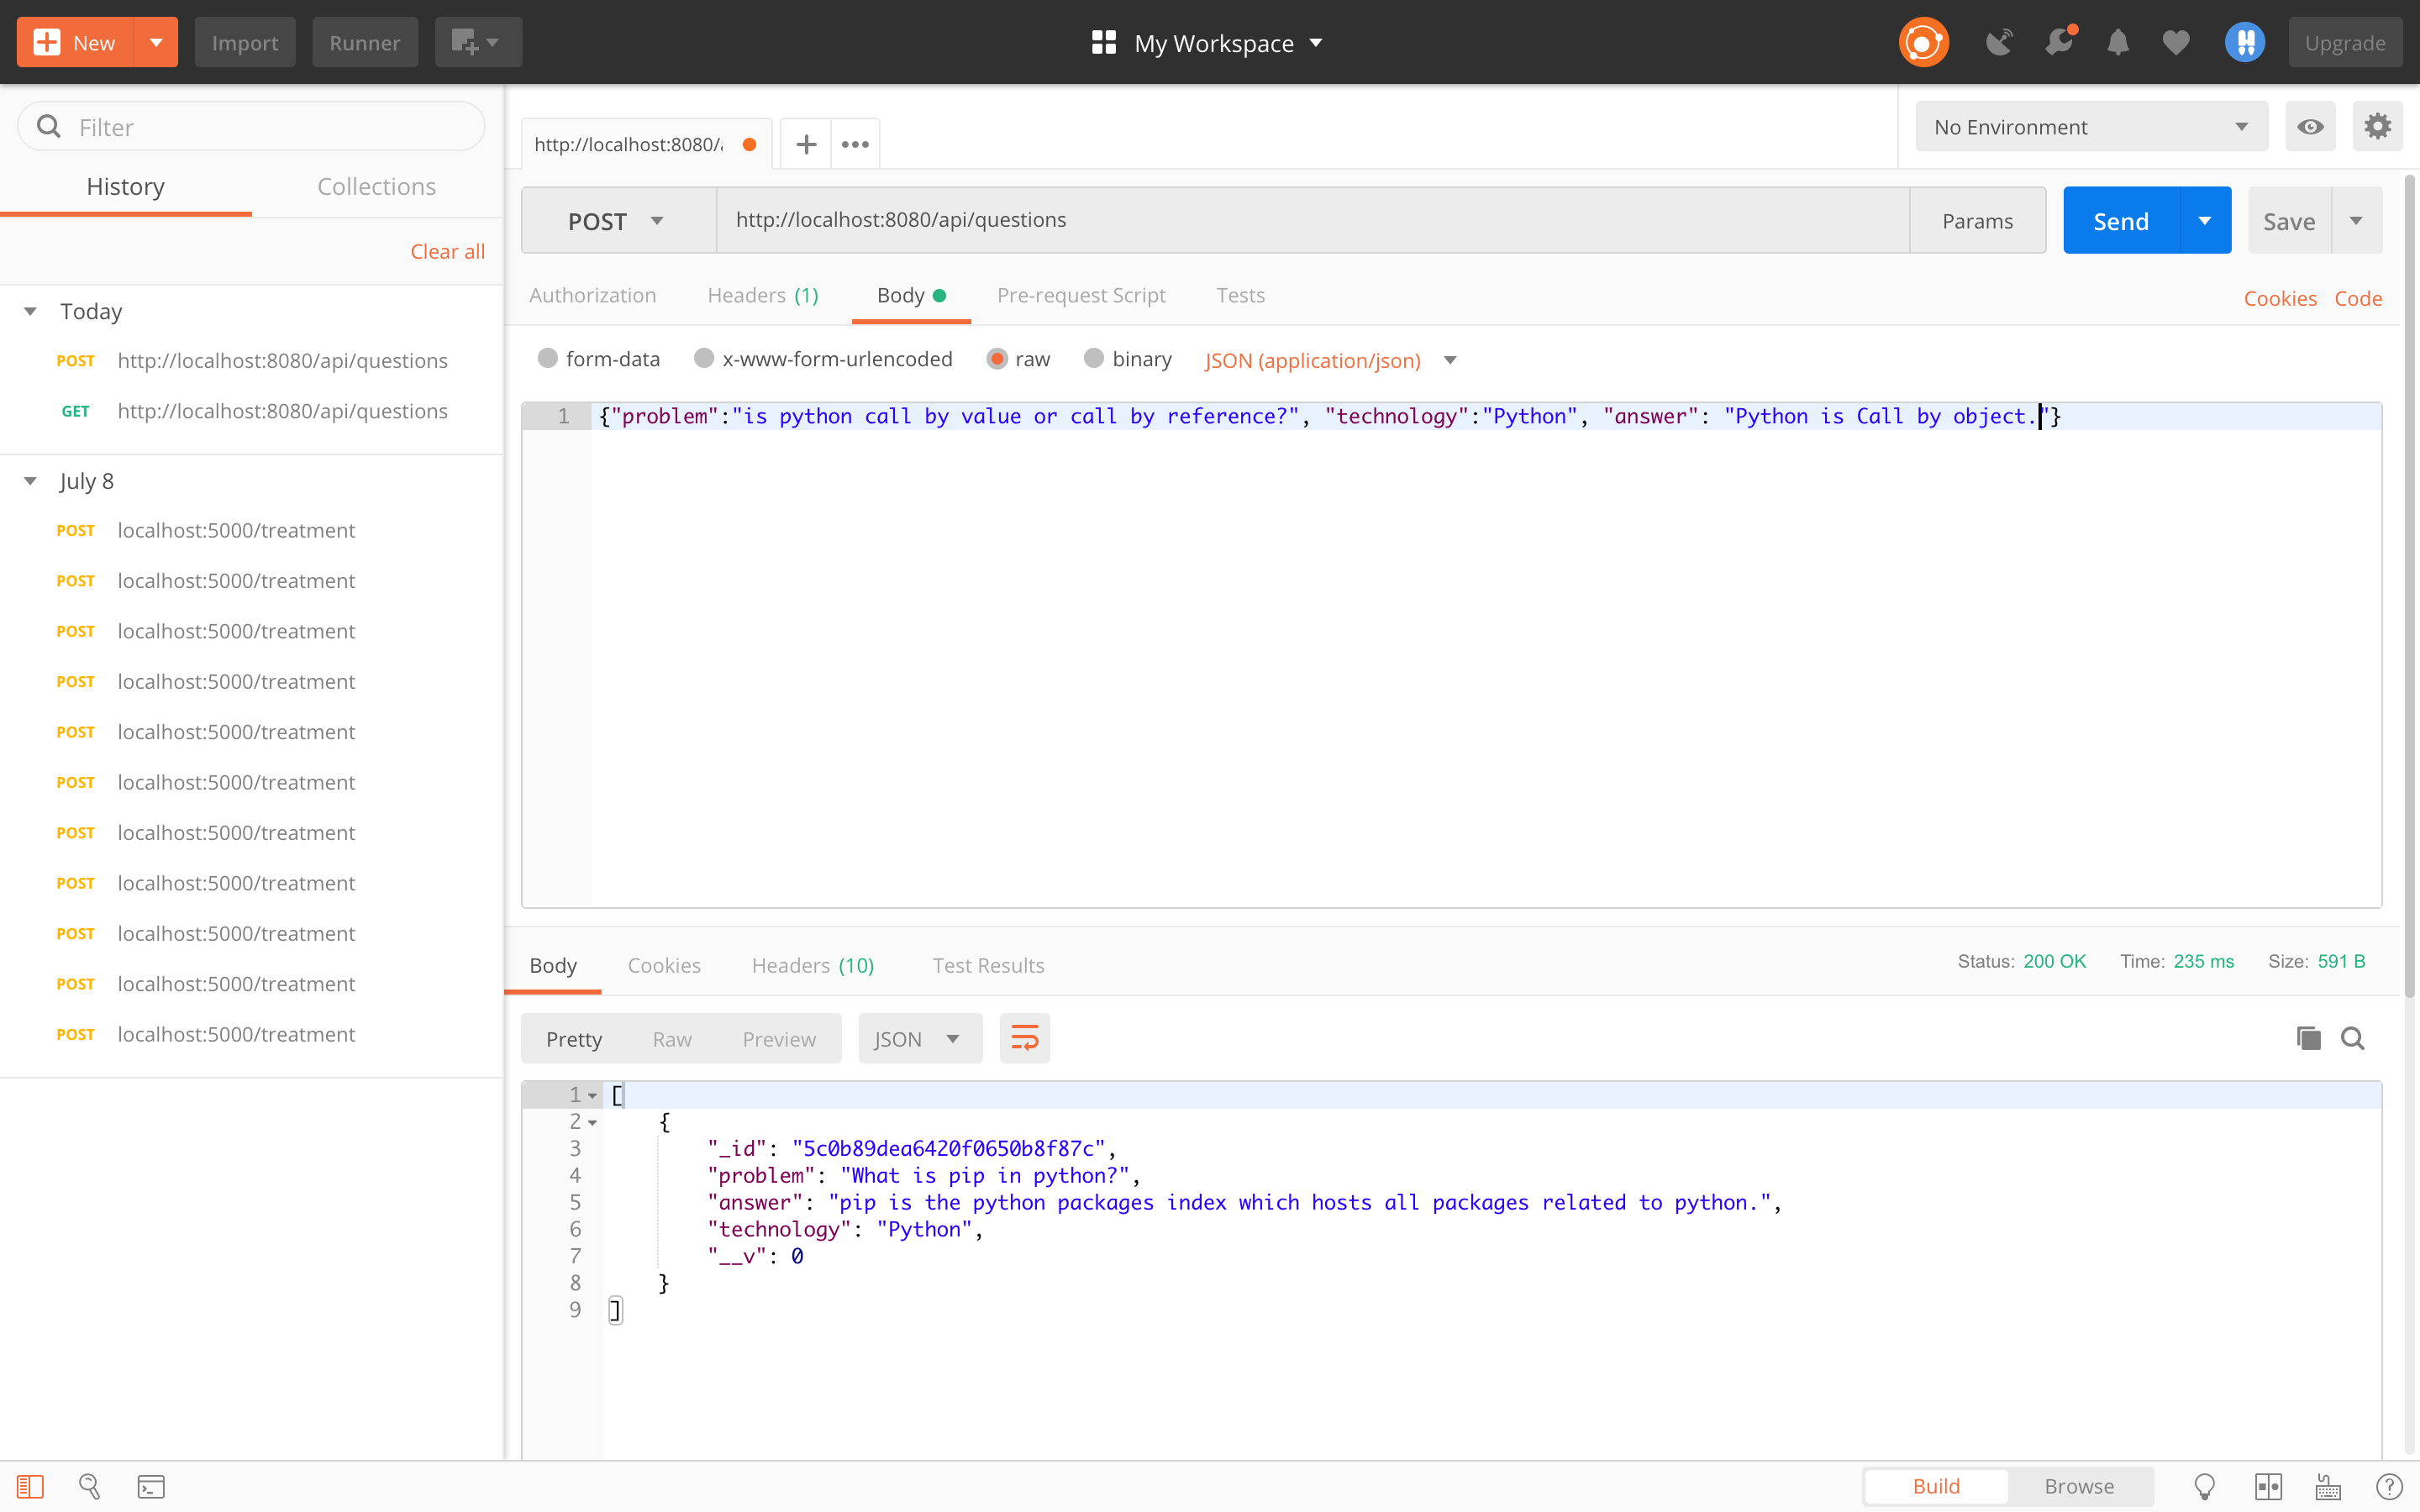 New
Import
Runner
My Workspace
Upgrade
Filter
History
Collections
Clear all
Today
POST http://localhost:8080/api/questions
GET http://localhost:8080/api/questions
July 8
POST localhost:5000/treatment
POST localhost:5000/treatment
POST localhost:5000/treatment
POST localhost:5000/treatment
POST localhost:5000/treatment
POST localhost:5000/treatment
POST localhost:5000/treatment
POST localhost:5000/treatment
POST localhost:5000/treatment
POST localhost:5000/treatment
POST localhost:5000/treatment
http://localhost:8080/
No Environment
POST
http://localhost:8080/api/questions
Params
Send
Save
Authorization
Headers (1)
Body
Pre-request Script
Tests
Cookies
Code
form-data
x-www-form-urlencoded
raw
binary
JSON (application/json)
1 {"problem":"is python call by value or call by reference?", "technology":"Python", "answer": "Python is Call by object."}
Body
Cookies
Headers (10)
Test Results
Status: 200 OK
Time: 235 ms
Size: 591 B
Pretty
Raw
Preview
JSON
1 [
2 {
3 "_id": "5c0b89dea6420f0650b8f87c",
4 "problem": "What is pip in python?",
5 "answer": "pip is the python packages index which hosts all packages related to python.",
6 "technology": "Python",
7 "__v": 0
8 }
9 ]
Build
Browse